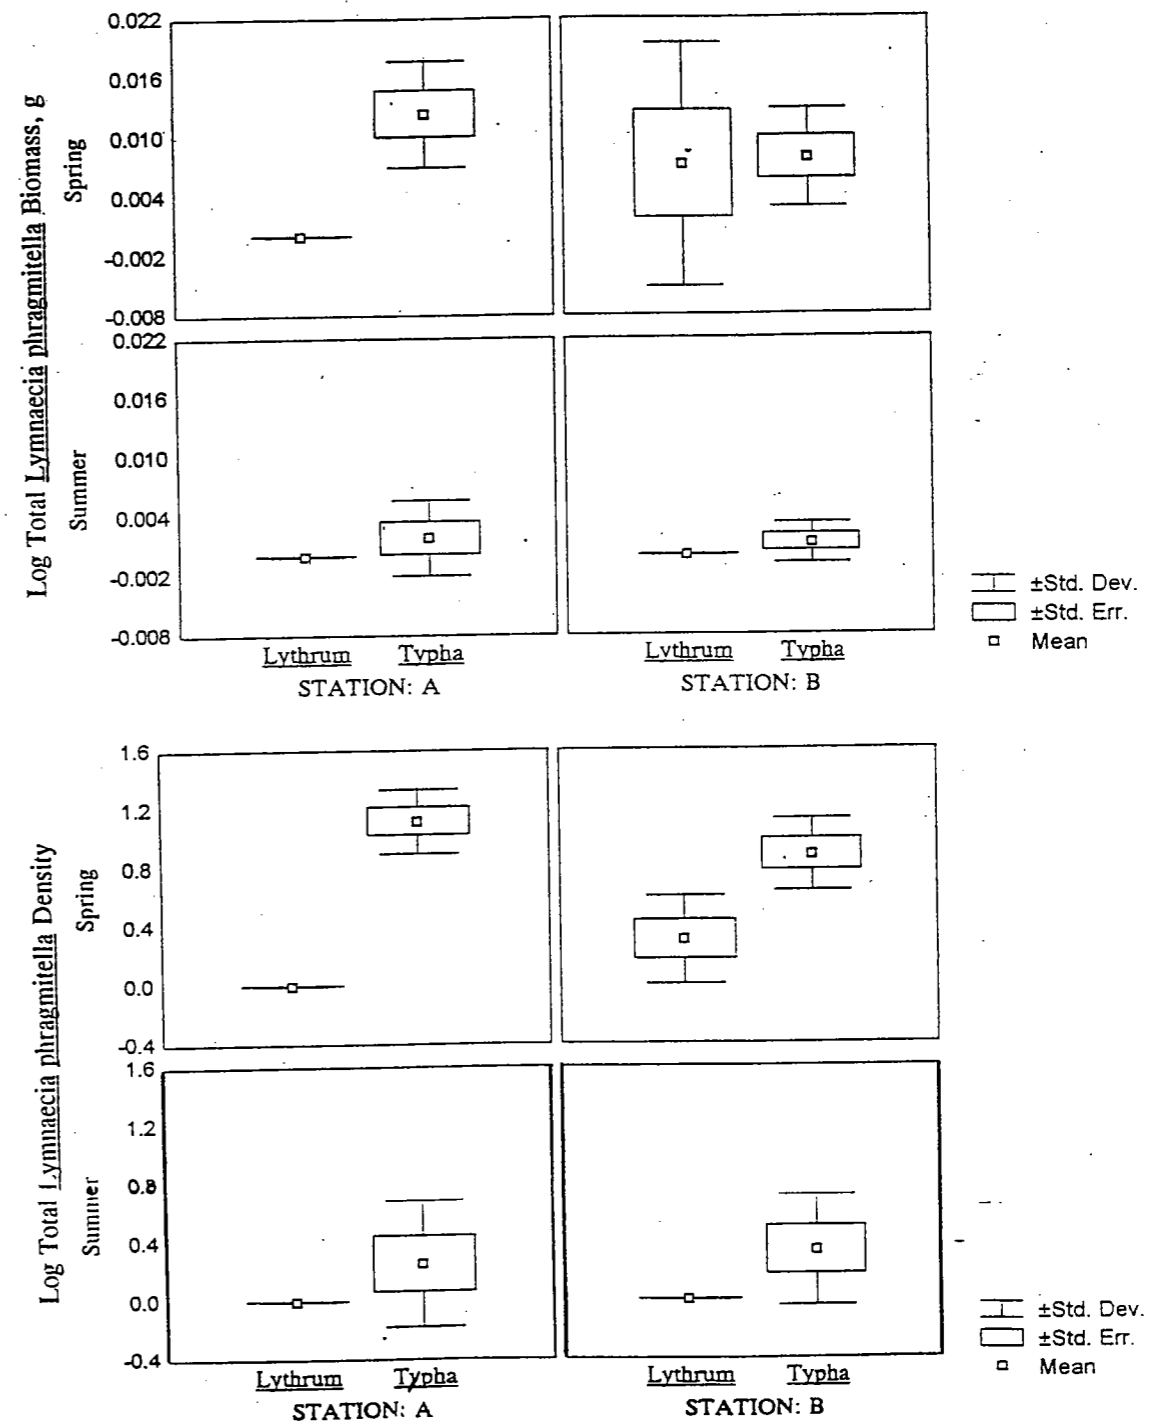 Log Total Lymnaecia phragmitella Biomass, g
Spring
0.022
0.016
0.010
0.004
-0.002
-0.008
Summer
0.022
0.016
0.010
0.004
-0.002
-0.008
Lythrum Typha Lythrum Typha
STATION: A STATION: B
±Std. Dev.
±Std. Err.
Mean
Log Total Lymnaecia phragmitella Density
Spring
1.6
1.2
0.8
0.4
0.0
-0.4
Summer
1.6
1.2
0.8
0.4
0.0
-0.4
Lythrum Typha Lythrum Typha
STATION: A STATION: B
±Std. Dev.
±Std. Err.
Mean